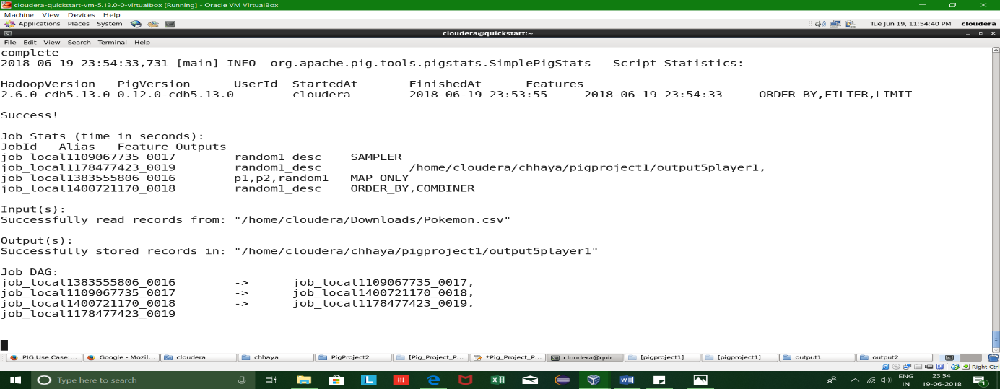 cloudera-quickstart-vm-5.13.0-0-virtualbox [Running] - Oracle VM VirtualBox
Machine View Devices Help
Applications Places System Tue Jun 19, 11:54:40 PM cloudera
cloudera@quickstart:~
File Edit View Search Terminal Help
complete
2018-06-19 23:54:33,731 [main] INFO org.apache.pig.tools.pigstats.SimplePigStats - Script Statistics:
HadoopVersion PigVersion UserId StartedAt FinishedAt Features
2.6.0-cdh5.13.0 0.12.0-cdh5.13.0 cloudera 2018-06-19 23:53:55 2018-06-19 23:54:33 ORDER_BY,FILTER,LIMIT
Success!
Job Stats (time in seconds):
JobId Alias Feature Outputs
job_local1109067735_0017 random1_desc SAMPLER
job_local1178477423_0019 random1_desc /home/cloudera/chhaya/pigproject1/output5player1,
job_local1383555806_0016 p1,p2,random1 MAP_ONLY
job_local1400721170_0018 random1_desc ORDER_BY,COMBINER
Input(s):
Successfully read records from: "/home/cloudera/Downloads/Pokemon.csv"
Output(s):
Successfully stored records in: "/home/cloudera/chhaya/pigproject1/output5player1"
Job DAG:
job_local1383555806_0016 -> job_local1109067735_0017,
job_local1109067735_0017 -> job_local1400721170_0018,
job_local1400721170_0018 -> job_local1178477423_0019,
job_local1178477423_0019
PIG Use Case:... Google - Mozil... cloudera chhaya PigProject2 [Pig_Project_P... *Pig_Project_P... cloudera@quic... [pigproject1] [pigproject1] output1 output2
Right Ctrl
Type here to search ENG 23:54
IN 19-06-2018 1